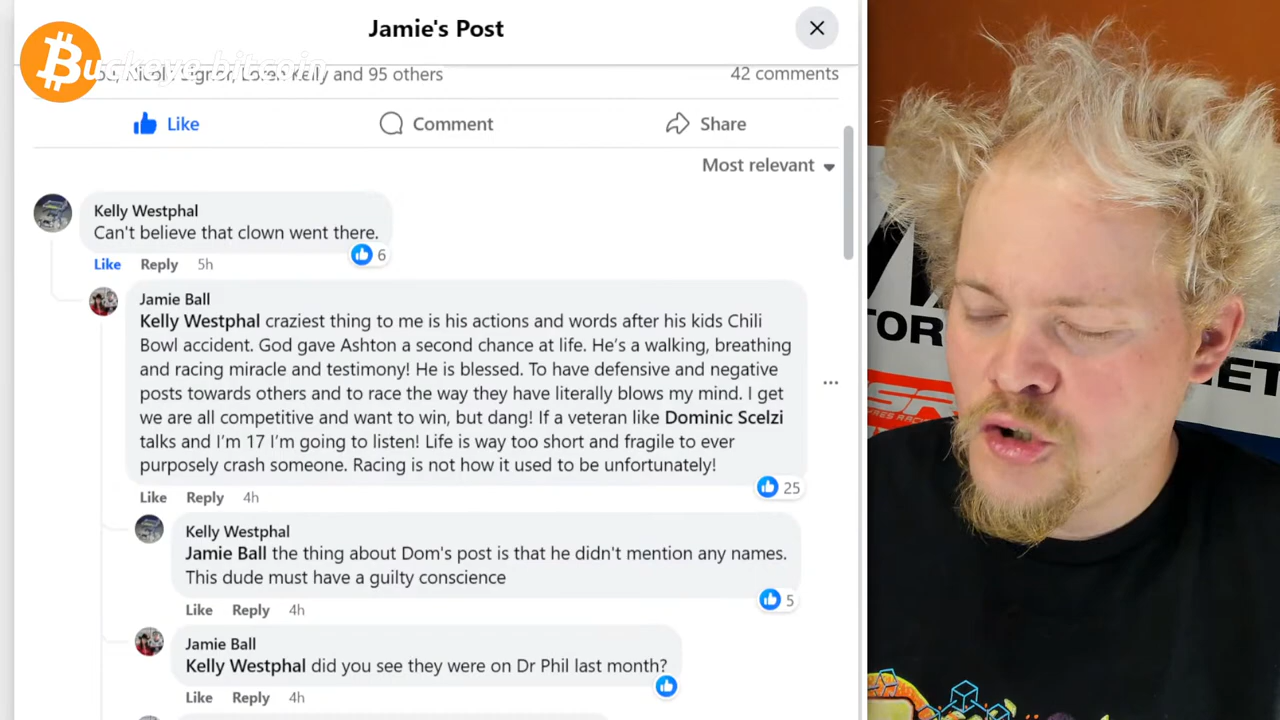 Jamie's Post
Buckeye bitcoin
Nicole Lignor, Loren Kelly and 95 others
42 comments
Like
Comment
Share
Most relevant
Kelly Westphal
Can't believe that clown went there.
6
Like Reply 5h
Jamie Ball
Kelly Westphal craziest thing to me is his actions and words after his kids Chili
Bowl accident. God gave Ashton a second chance at life. He's a walking, breathing
and racing miracle and testimony! He is blessed. To have defensive and negative
posts towards others and to race the way they have literally blows my mind. I get
we are all competitive and want to win, but dang! If a veteran like Dominic Scelzi
talks and I'm 17 I'm going to listen! Life is way too short and fragile to ever
purposely crash someone. Racing is not how it used to be unfortunately!
25
Like Reply 4h
Kelly Westphal
Jamie Ball the thing about Dom's post is that he didn't mention any names.
This dude must have a guilty conscience
5
Like Reply 4h
Jamie Ball
Kelly Westphal did you see they were on Dr Phil last month?
Like Reply 4h
TOR
ET